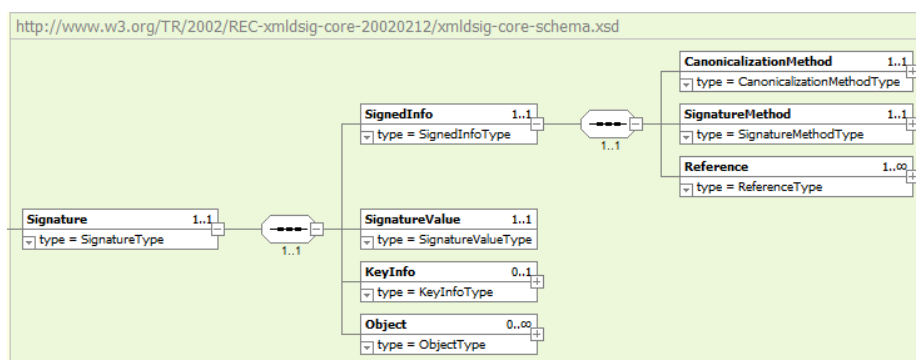 http://www.w3.org/TR/2002/REC-xmldsig-core-20020212/xmldsig-core-schema.xsd
CanonicalizationMethod 1..1
type = CanonicalizationMethodType
SignedInfo 1..1
type = SignedInfoType
1..1
SignatureMethod 1..1
type = SignatureMethodType
Reference 1..∞
type = ReferenceType
Signature 1..1
type = SignatureType
1..1
SignatureValue 1..1
type = SignatureValueType
KeyInfo 0..1
type = KeyInfoType
Object 0..∞
type = ObjectType